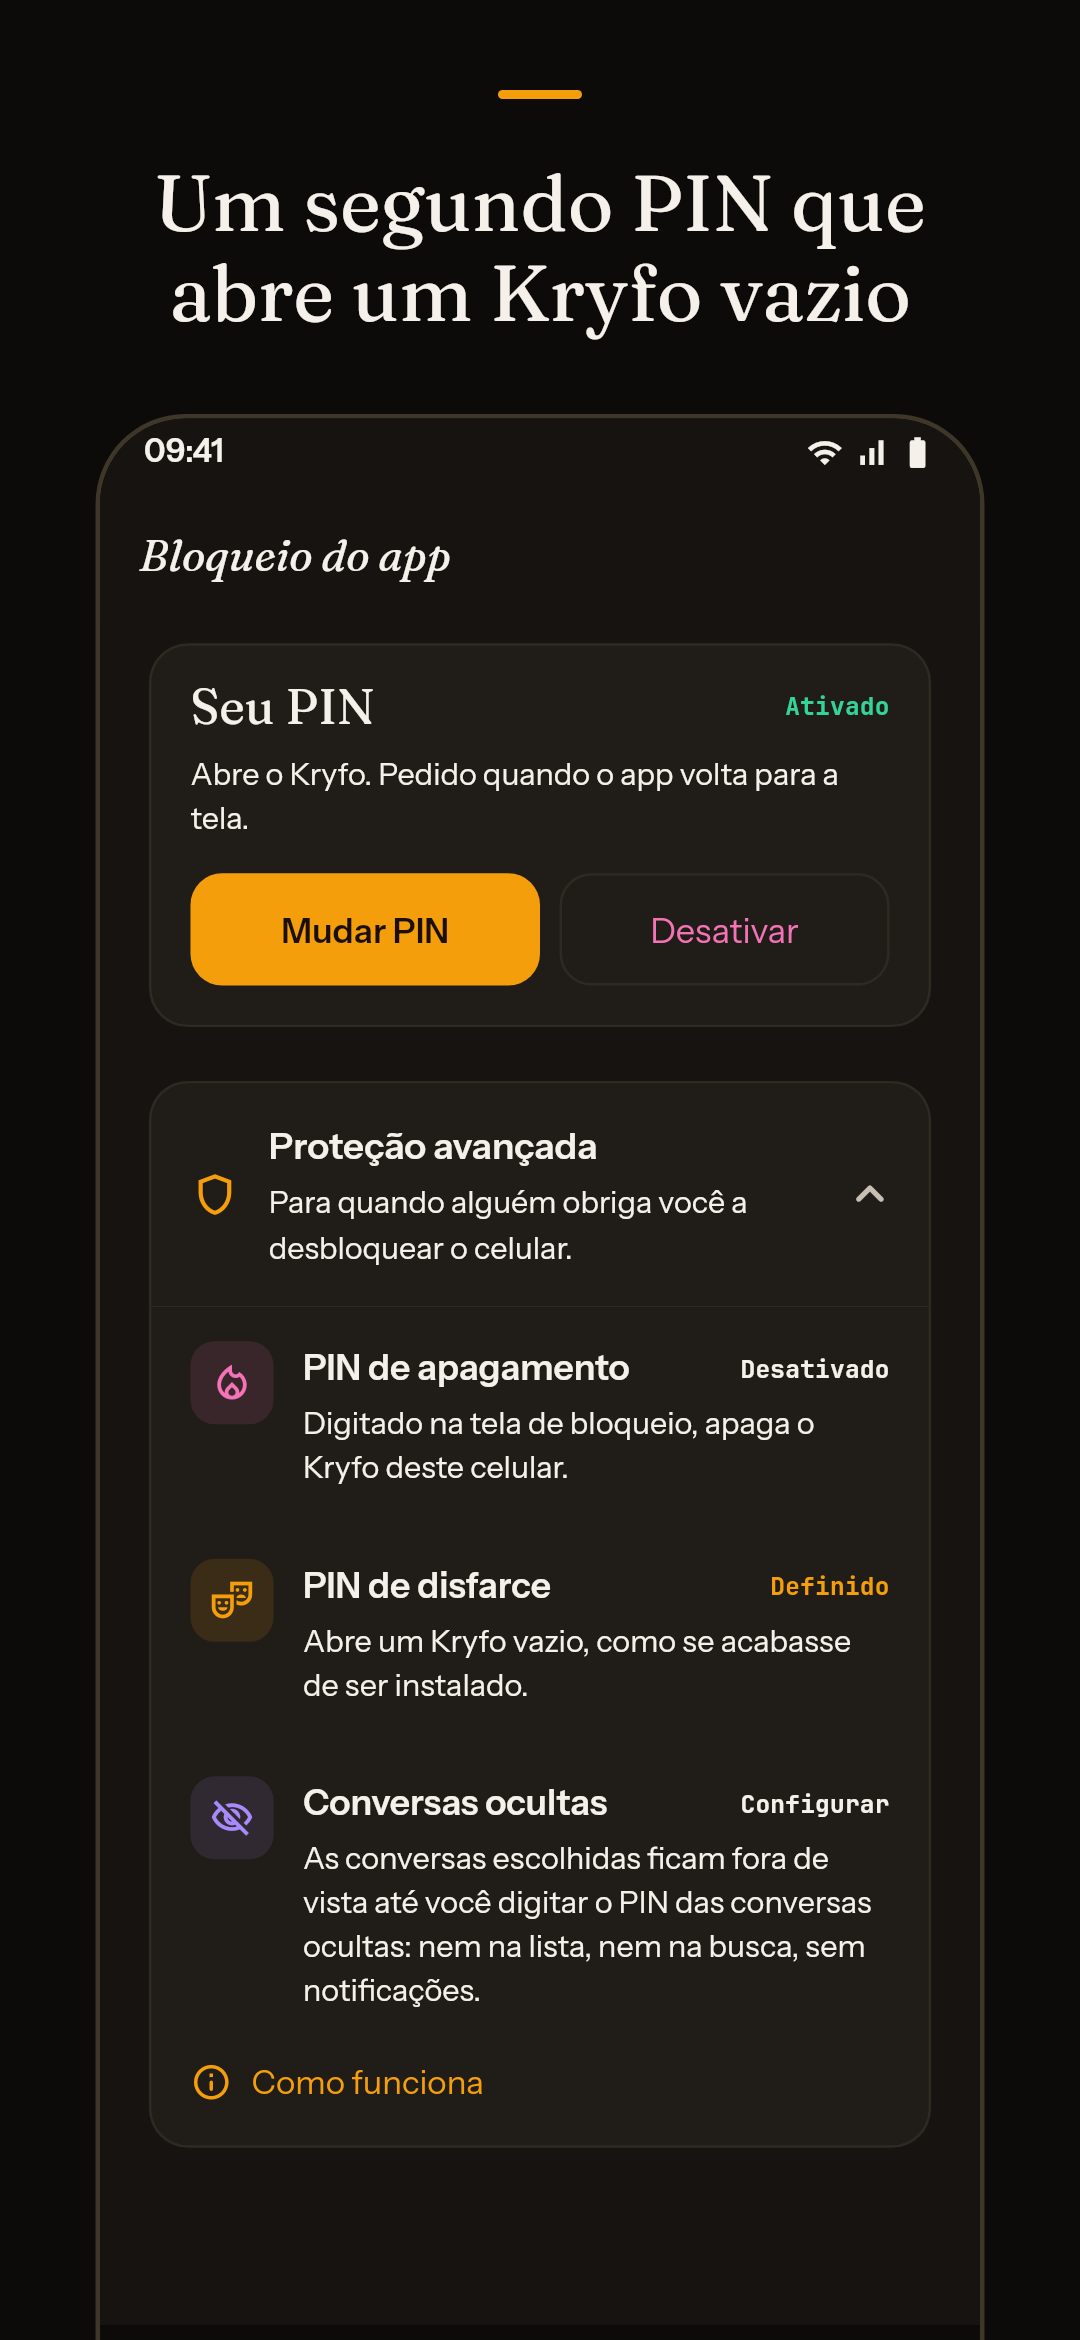 Um segundo PIN que
abre um Kryfo vazio
09:41
Bloqueio do app
Seu PIN
Ativado
Abre o Kryfo. Pedido quando o app volta para a
tela.
Mudar PIN
Desativar
Proteção avançada
Para quando alguém obriga você a
desbloquear o celular.
PIN de apagamento
Desativado
Digitado na tela de bloqueio, apaga o
Kryfo deste celular.
PIN de disfarce
Definido
Abre um Kryfo vazio, como se acabasse
de ser instalado.
Conversas ocultas
Configurar
As conversas escolhidas ficam fora de
vista até você digitar o PIN das conversas
ocultas: nem na lista, nem na busca, sem
notificações.
Como funciona